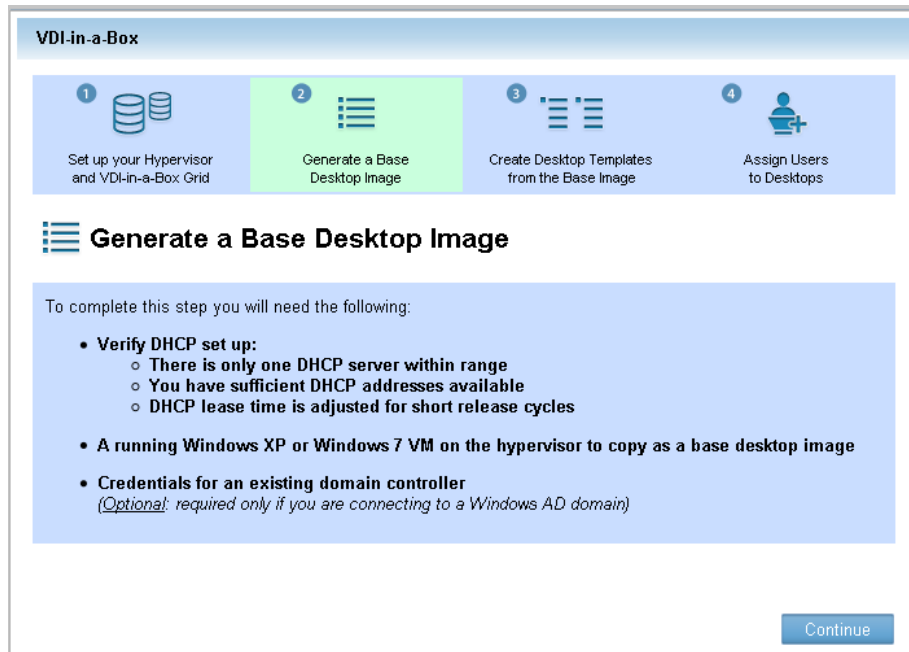 VDI-in-a-Box
1
Set up your Hypervisor
and VDI-in-a-Box Grid
2
Generate a Base
Desktop Image
3
Create Desktop Templates
from the Base Image
4
Assign Users
to Desktops
Generate a Base Desktop Image
To complete this step you will need the following:
• Verify DHCP set up:
○ There is only one DHCP server within range
○ You have sufficient DHCP addresses available
○ DHCP lease time is adjusted for short release cycles
• A running Windows XP or Windows 7 VM on the hypervisor to copy as a base desktop image
• Credentials for an existing domain controller
(Optional: required only if you are connecting to a Windows AD domain)
Continue